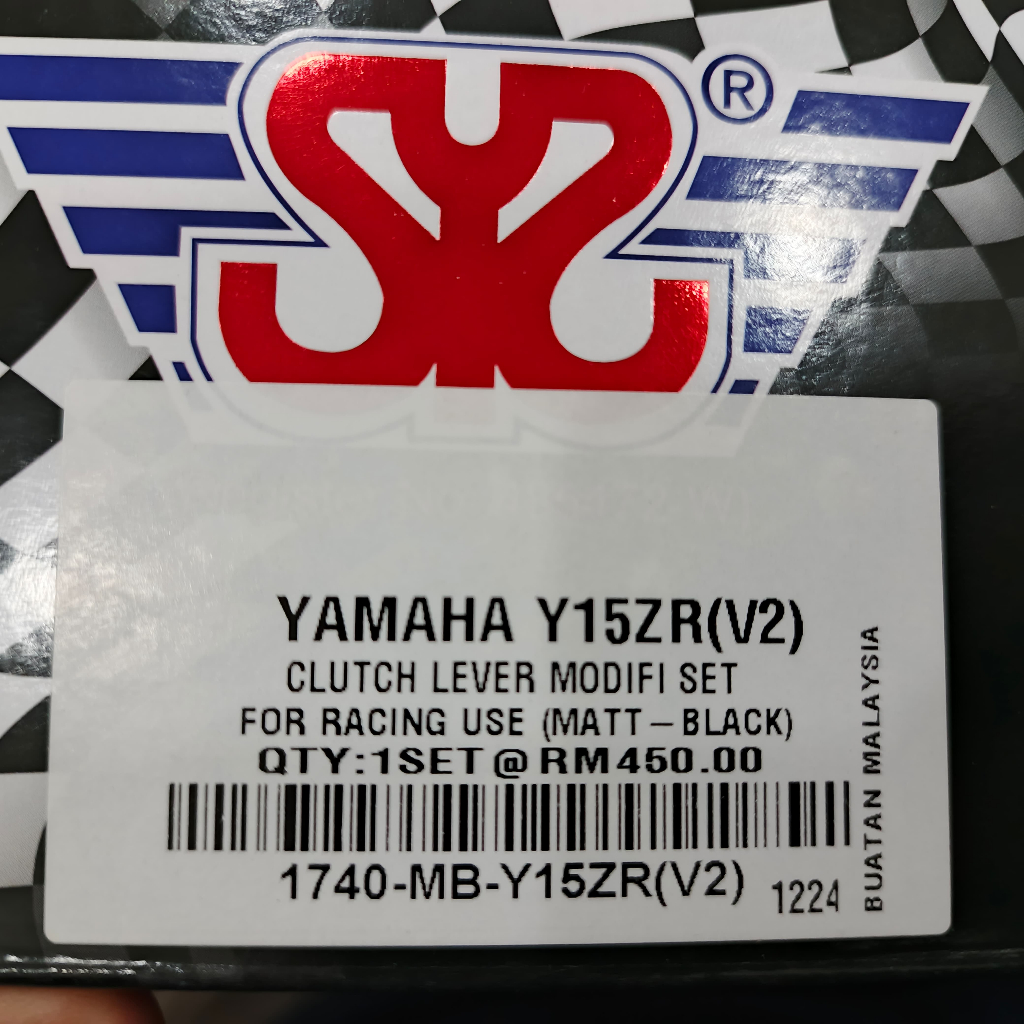 ®
YAMAHA Y15ZR(V2)
CLUTCH LEVER MODIFI SET
FOR RACING USE (MATT-BLACK)
QTY:1SET@RM450.00
1740-MB-Y15ZR(V2)
1224
BUATAN MALAYSIA